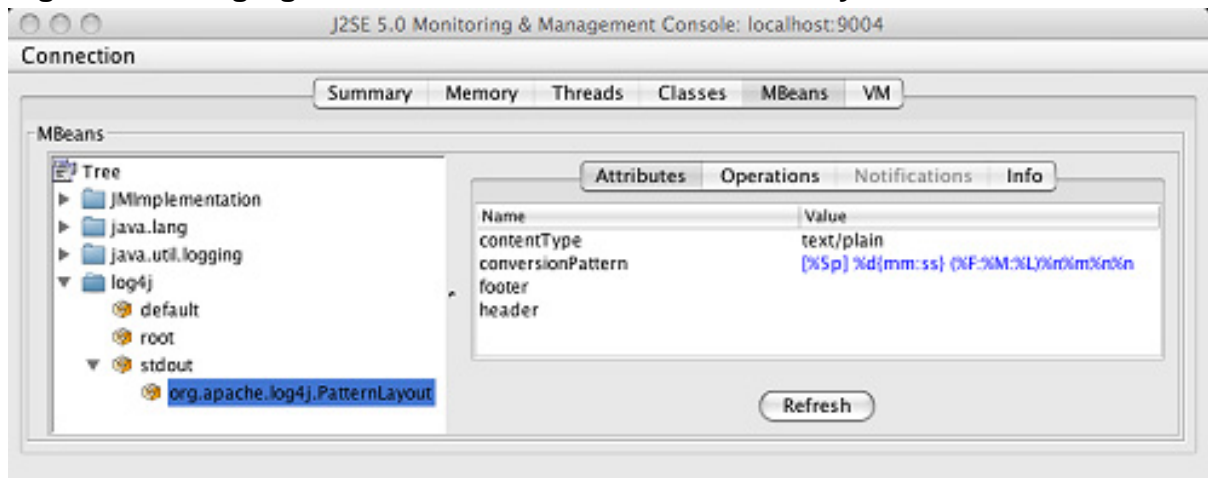 J2SE 5.0 Monitoring & Management Console: localhost:9004
Connection
Summary Memory Threads Classes MBeans VM
MBeans
Tree
JMImplementation
java.lang
java.util.logging
log4j
default
root
stdout
org.apache.log4j.PatternLayout
Attributes Operations Notifications Info
Name Value
contentType text/plain
conversionPattern [%5p] %d{mm:ss} (%F:%M:%L)%n%m%n%n
footer
header
Refresh